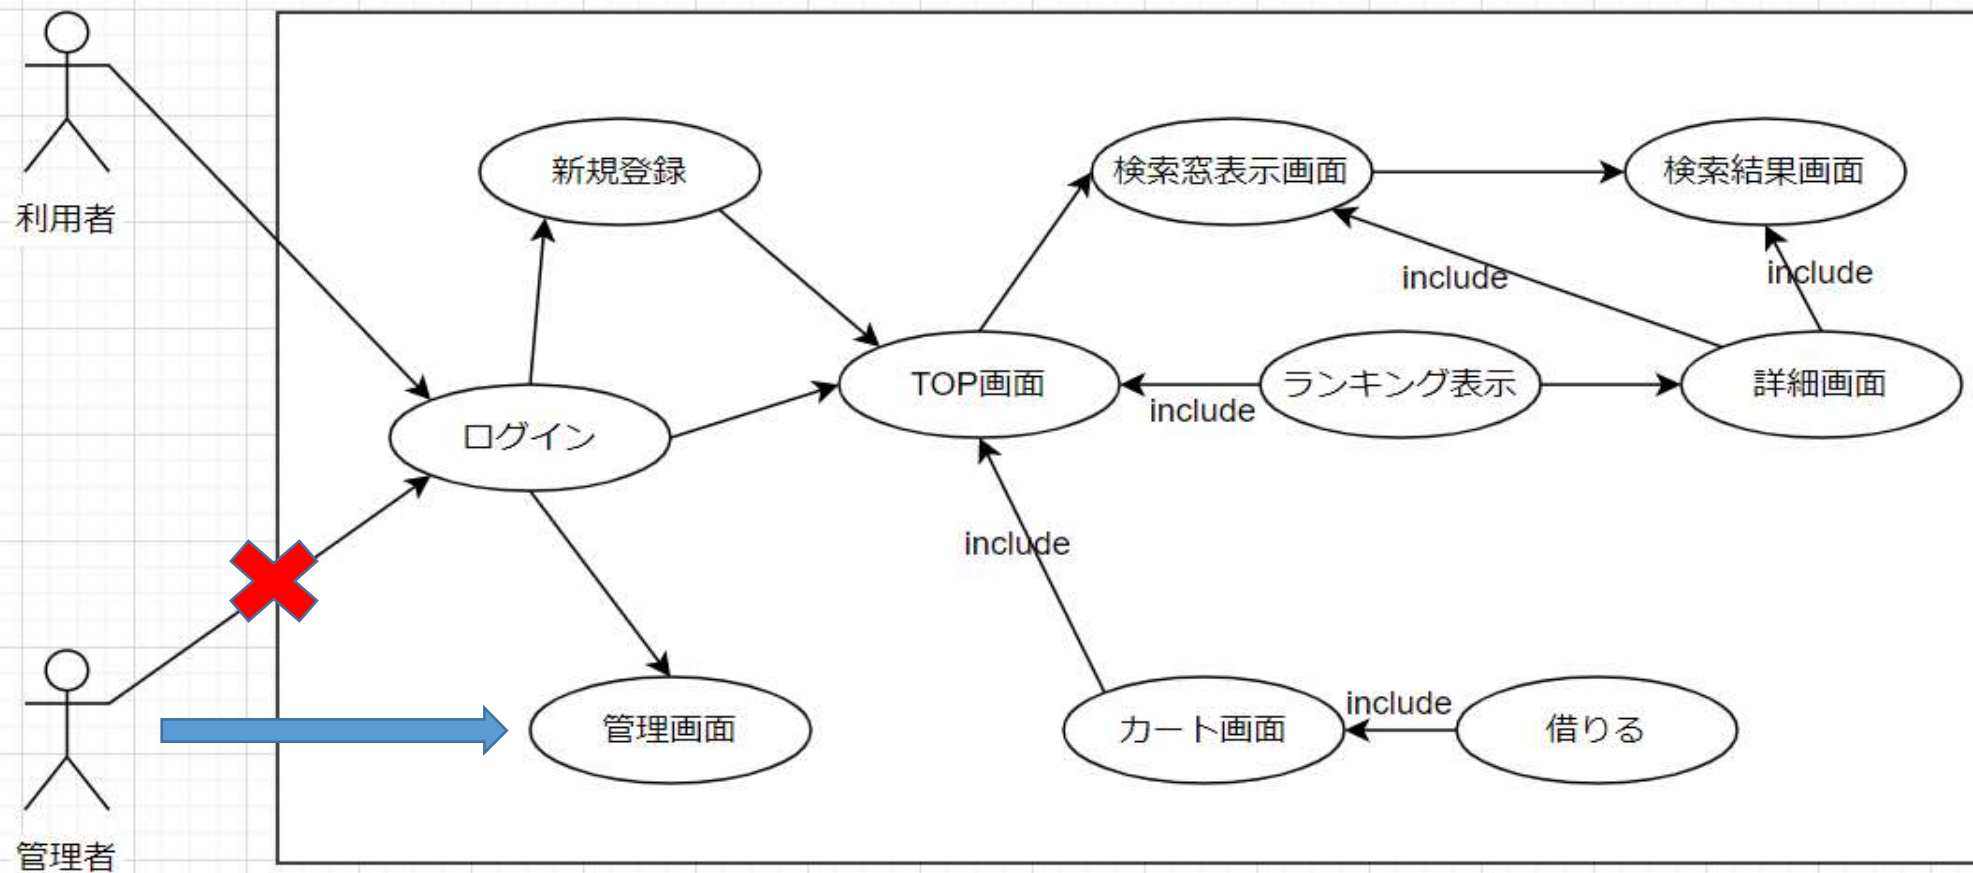 利用者
新規登録
検索窓表示画面
検索結果画面
include
include
TOP画面
include
ランキング表示
詳細画面
ログイン
include
管理画面
カート画面
include
借りる
管理者